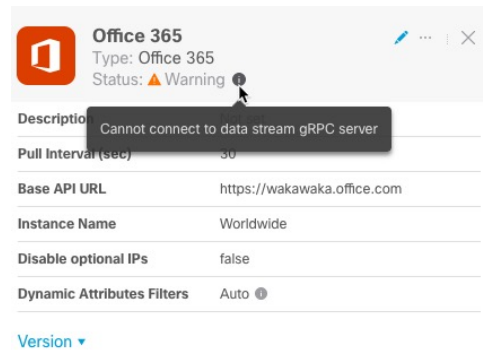 Office 365
Type: Office 365
Status: Warning
Cannot connect to data stream gRPC server
Description
Pull Interval (sec) 30
Base API URL https://wakawaka.office.com
Instance Name Worldwide
Disable optional IPs false
Dynamic Attributes Filters Auto
Version